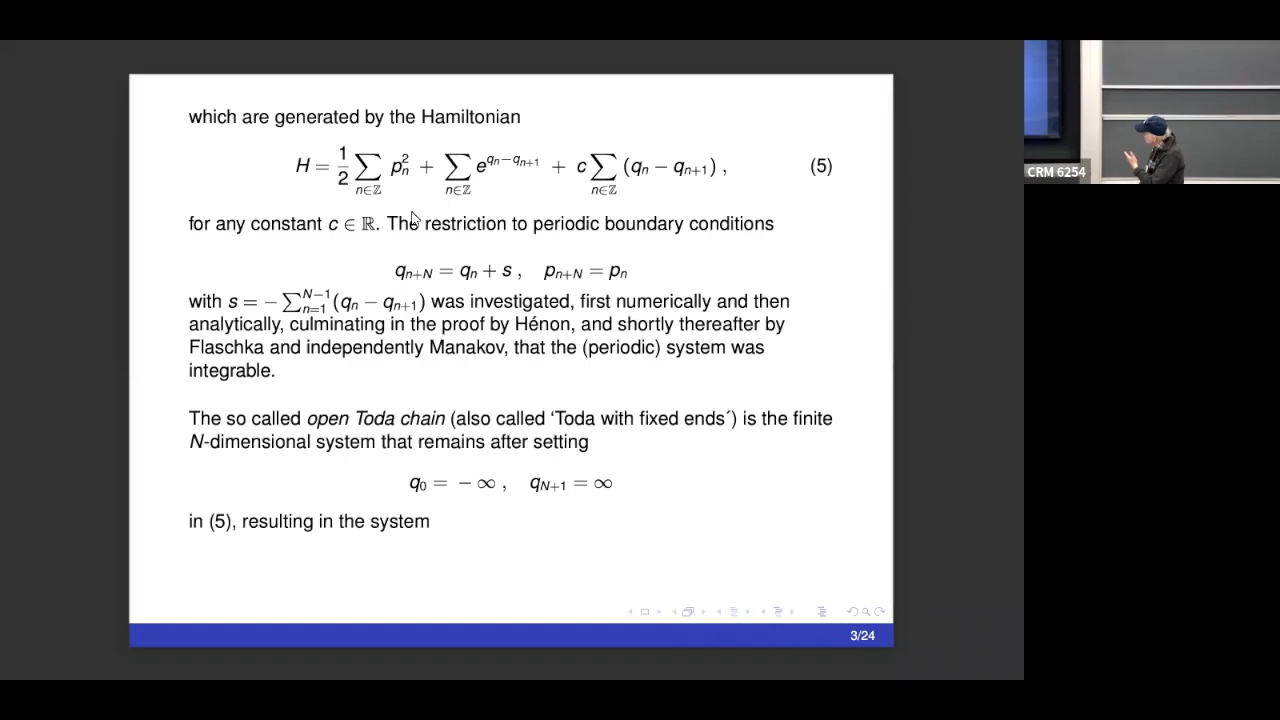 which are generated by the Hamiltonian
H = \frac{1}{2} \sum_{n∈ℤ} p_n^2 + \sum_{n∈ℤ} e^{q_n − q_{n+1}} + c \sum_{n∈ℤ} (q_n − q_{n+1}) , (5)
for any constant c ∈ ℝ. The restriction to periodic boundary conditions
q_{n+N} = q_n + s , p_{n+N} = p_n
with s = − \sum_{n=1}^{N−1} (q_n − q_{n+1}) was investigated, first numerically and then
analytically, culminating in the proof by Hénon, and shortly thereafter by
Flaschka and independently Manakov, that the (periodic) system was
integrable.
The so called open Toda chain (also called ‘Toda with fixed ends´) is the finite
N-dimensional system that remains after setting
q_0 = − ∞ , q_{N+1} = ∞
in (5), resulting in the system
3/24
CRM 6254